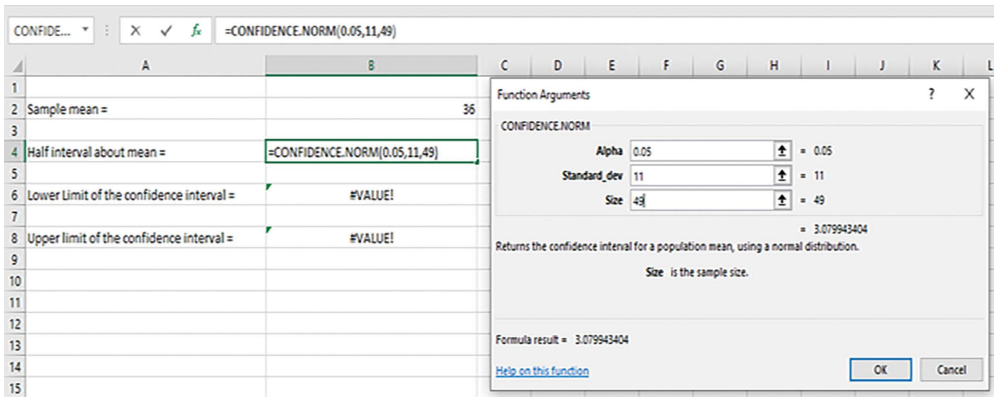 CONFIDE... =CONFIDENCE.NORM(0.05,11,49)
A B C D E F G H I J K L
1
2 Sample mean = 36
3
4 Half interval about mean = =CONFIDENCE.NORM(0.05,11,49)
5
6 Lower Limit of the confidence interval = #VALUE!
7
8 Upper limit of the confidence interval = #VALUE!
9
10
11
12
13
14
15
Function Arguments ? X
CONFIDENCE.NORM
Alpha 0.05 = 0.05
Standard_dev 11 = 11
Size 49 = 49
= 3.079943404
Returns the confidence interval for a population mean, using a normal distribution.
Size is the sample size.
Formula result = 3.079943404
Help on this function OK Cancel